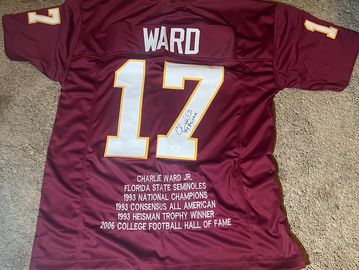 17
17
WARD
17
CHARLIE WARD JR.
FLORIDA STATE SEMINOLES
1993 NATIONAL CHAMPIONS
1993 CONSENSUS ALL AMERICAN
1993 HEISMAN TROPHY WINNER
2006 COLLEGE FOOTBALL HALL OF FAME